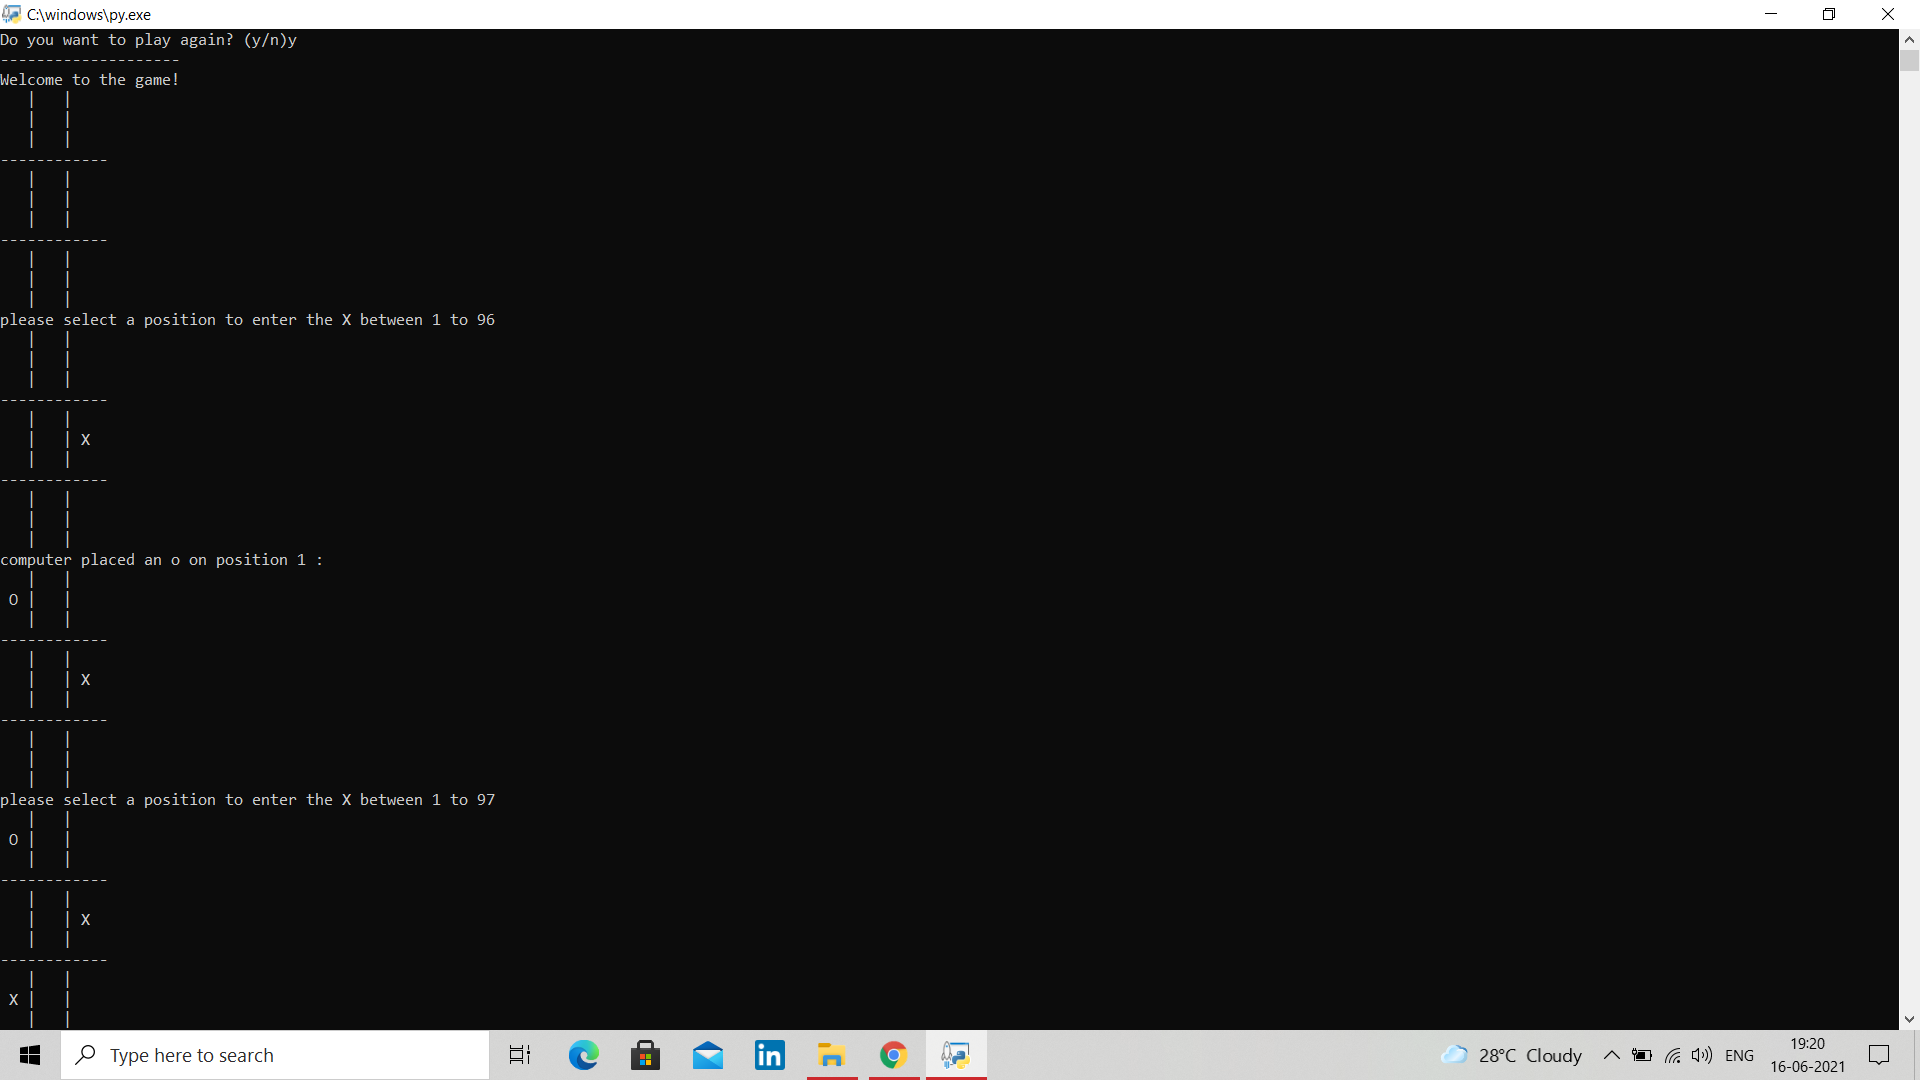 C:\windows\py.exe
Do you want to play again? (y/n)y
--------------------
Welcome to the game!
   |   |
   |   |
   |   |
------------
   |   |
   |   |
   |   |
------------
   |   |
   |   |
   |   |
please select a position to enter the X between 1 to 96
   |   |
   |   |
   |   |
------------
   |   |
   |   | X
   |   |
------------
   |   |
   |   |
   |   |
computer placed an o on position 1 :
   |   |
 O |   |
   |   |
------------
   |   |
   |   | X
   |   |
------------
   |   |
   |   |
   |   |
please select a position to enter the X between 1 to 97
   |   |
 O |   |
   |   |
------------
   |   |
   |   | X
   |   |
------------
   |   |
 X |   |
   |   |
Type here to search
28°C Cloudy
ENG
19:20
16-06-2021